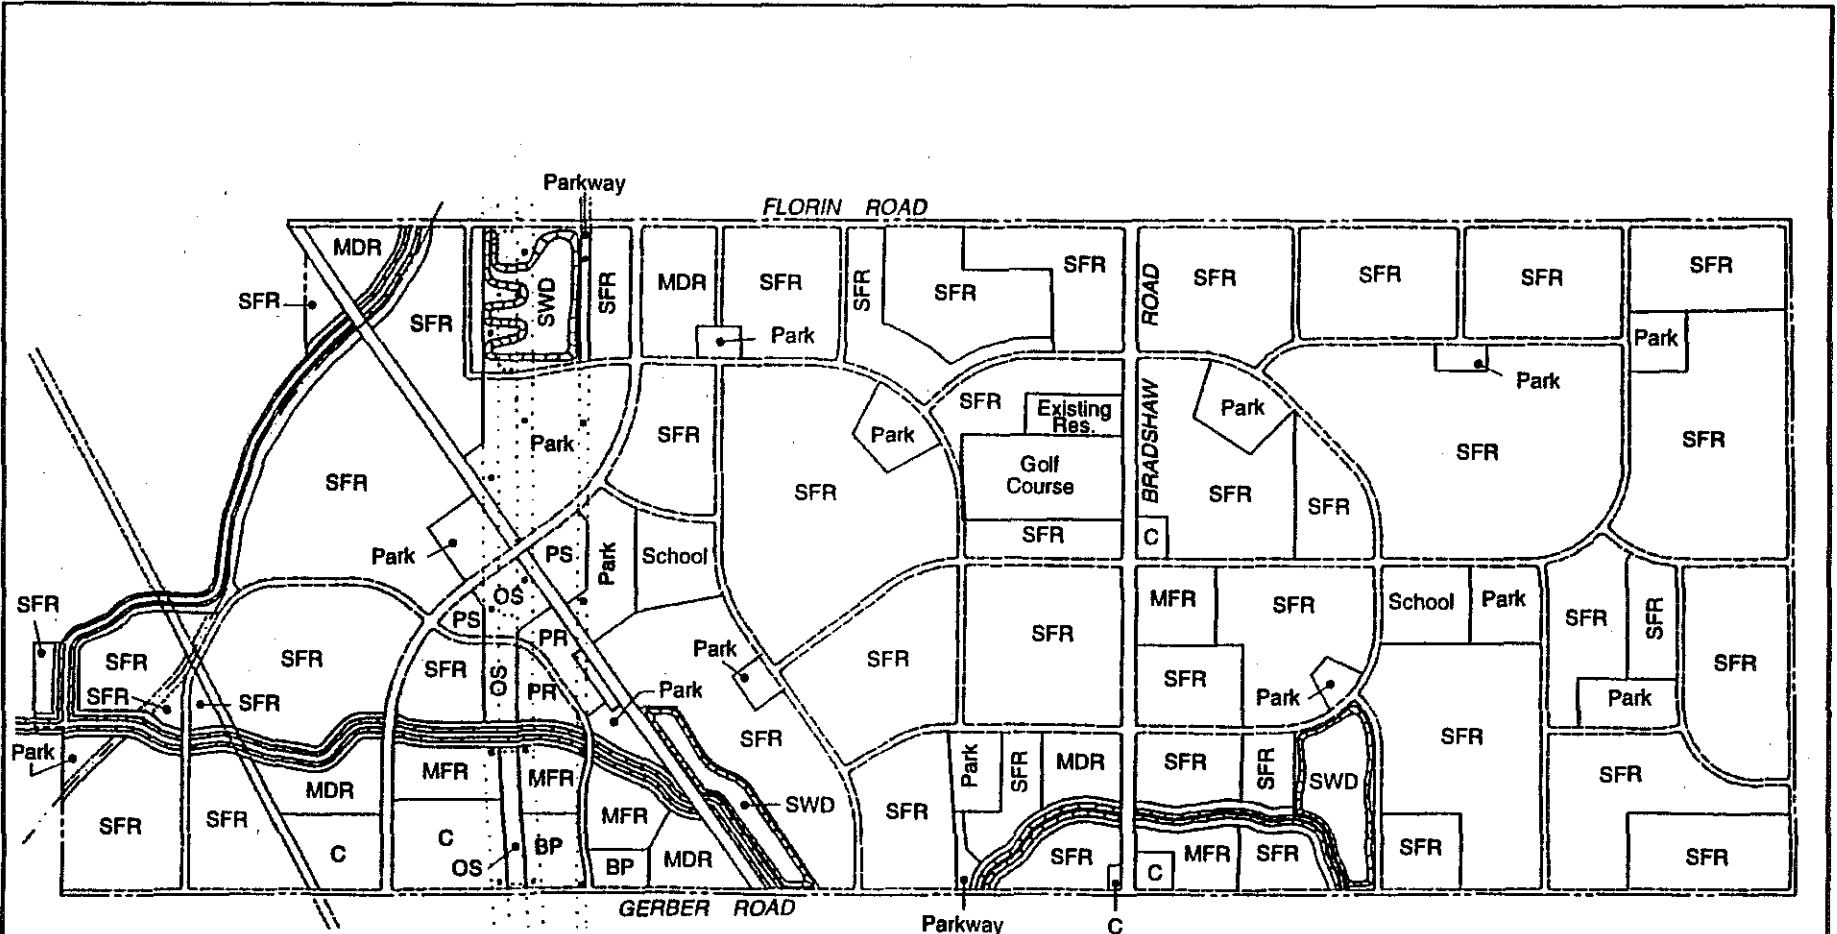 Parkway
FLORIN ROAD
MDR
SFR
SFR
SWD
SFR
MDR
SFR
Park
SFR
SFR
SFR
ROAD
SFR
SFR
SFR
SFR
Park
Park
SFR
Park
SFR
Park
SFR
Existing
Res.
BRADSHAW
Park
SFR
SFR
SFR
SFR
Golf
Course
SFR
SFR
SFR
C
Park
PS
Park
School
OS
PS
PR
SFR
MFR
SFR
School
Park
SFR
SFR
SFR
SFR
SFR
SFR
SFR
SFR
OS
PR
Park
Park
SFR
SFR
Park
SFR
Park
SFR
SFR
Park
SFR
SFR
MDR
MFR
MFR
SFR
SWD
Park
SFR
MDR
SFR
SFR
SWD
SFR
SFR
SFR
C
C
OS
BP
MFR
BP
MDR
SFR
SFR
C
MFR
SFR
SFR
SFR
GERBER ROAD
Parkway
C